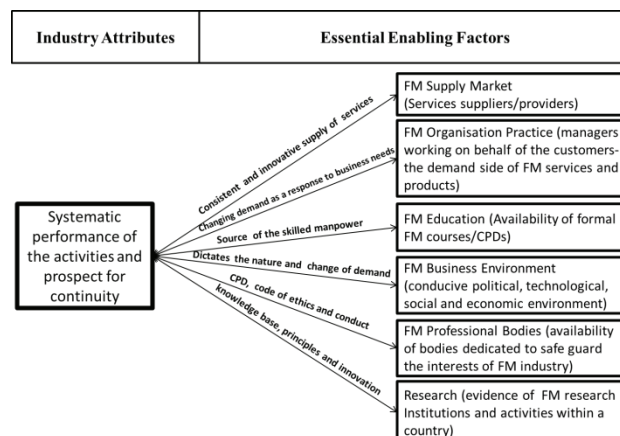 Industry Attributes
Essential Enabling Factors
Systematic
performance of
the activities and
prospect for
continuity
Consistent and innovative supply of services
Changing demand as a response to business needs
Source of the skilled manpower
Dictates the nature and change of demand
CPD, code of ethics and conduct
knowledge base, principles and innovation
FM Supply Market
(Services suppliers/providers)
FM Organisation Practice (managers
working on behalf of the customers-
the demand side of FM services and
products)
FM Education (Availability of formal
FM courses/CPDs)
FM Business Environment
(conducive political, technological,
social and economic environment)
FM Professional Bodies (availability
of bodies dedicated to safe guard
the interests of FM industry)
Research (evidence of FM research
Institutions and activities within a
country)